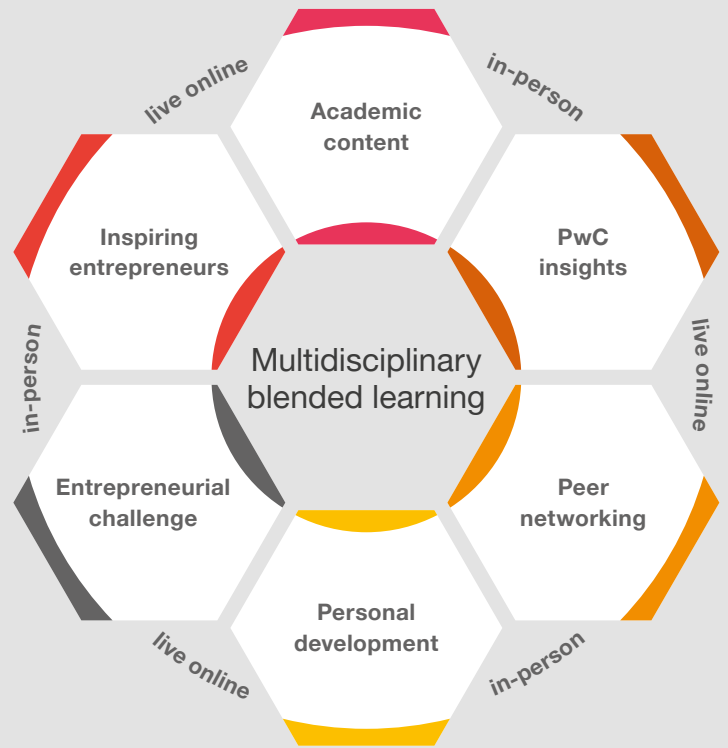 live online
in-person
Academic
content
Inspiring
entrepreneurs
PwC
insights
Multidisciplinary
blended learning
in-person
live online
Entrepreneurial
challenge
Peer
networking
Personal
development
live online
in-person